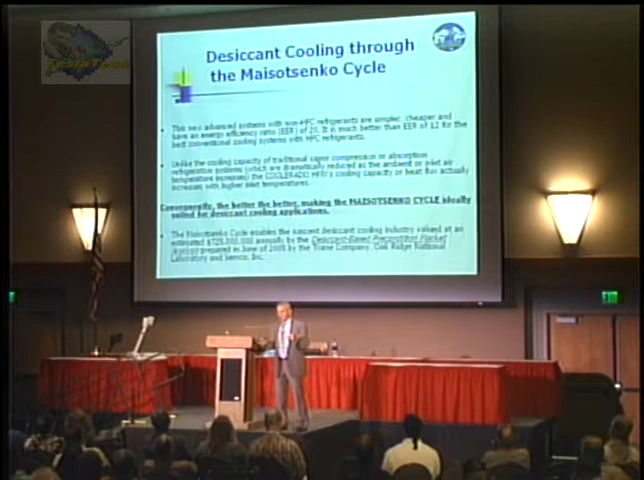 TeslaTech
Desiccant Cooling through
the Maisotsenko Cycle
This new advanced systems with non-HFC refrigerants are simpler, cheaper and
have an energy efficiency ratio (EER) of 20. It is much better than EER of 12 for the
best conventional cooling systems with HFC refrigerants.
Unlike the cooling capacity of traditional vapor compression or absorption
refrigeration systems (which are dramatically reduced as the ambient or inlet air
temperature increases) the COOLERADO cooling capacity or heat flux actually
increases with higher inlet temperatures.
Consequently, the hotter the better, making the MAISOTSENKO CYCLE ideally
suited for desiccant cooling applications.
The Maisotsenko Cycle enables the nascent desiccant cooling industry valued at an
estimated $725,000,000 annually by the Desiccant-Based Preconditioning Market
prepared in June of by the Trane Company, Oak Ridge National
Laboratory and Semco, Inc.